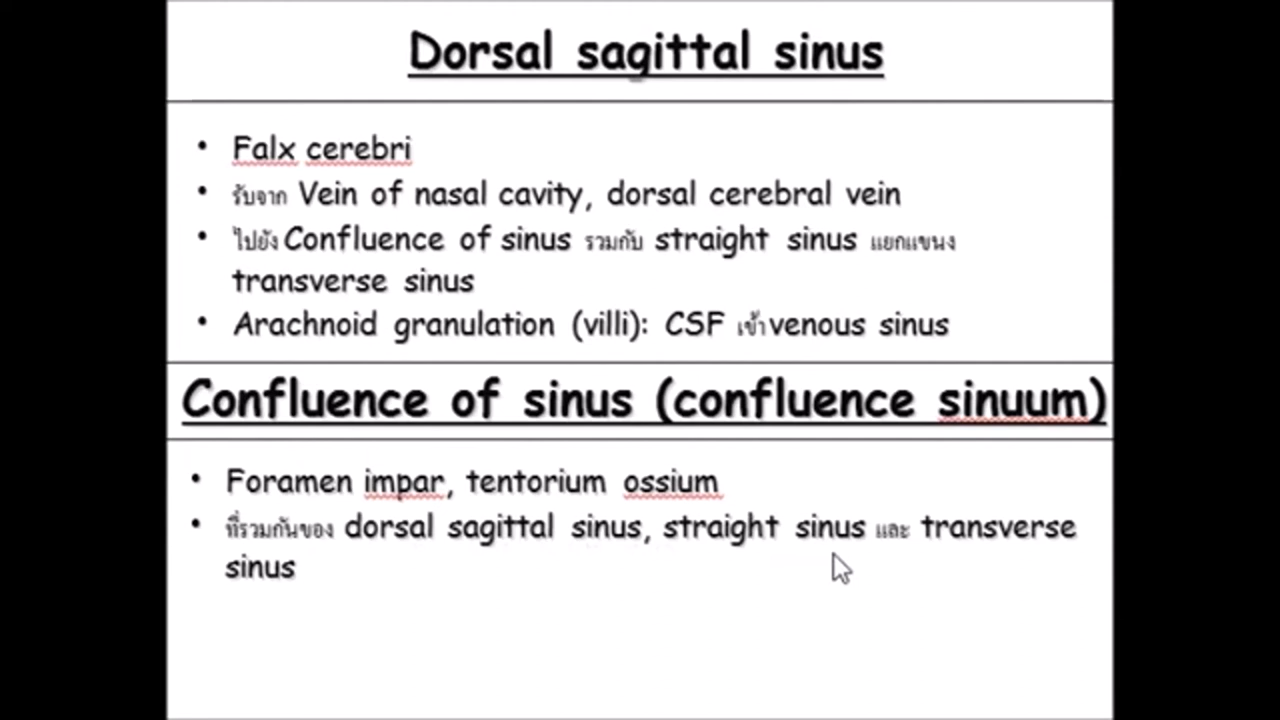 Dorsal sagittal sinus
• Falx cerebri
• รับจาก Vein of nasal cavity, dorsal cerebral vein
• ไปยัง Confluence of sinus รวมกับ straight sinus แยกแขนง
transverse sinus
• Arachnoid granulation (villi): CSF เข้า venous sinus
Confluence of sinus (confluence sinuum)
• Foramen impar, tentorium ossium
• ที่รวมกันของ dorsal sagittal sinus, straight sinus และ transverse
sinus